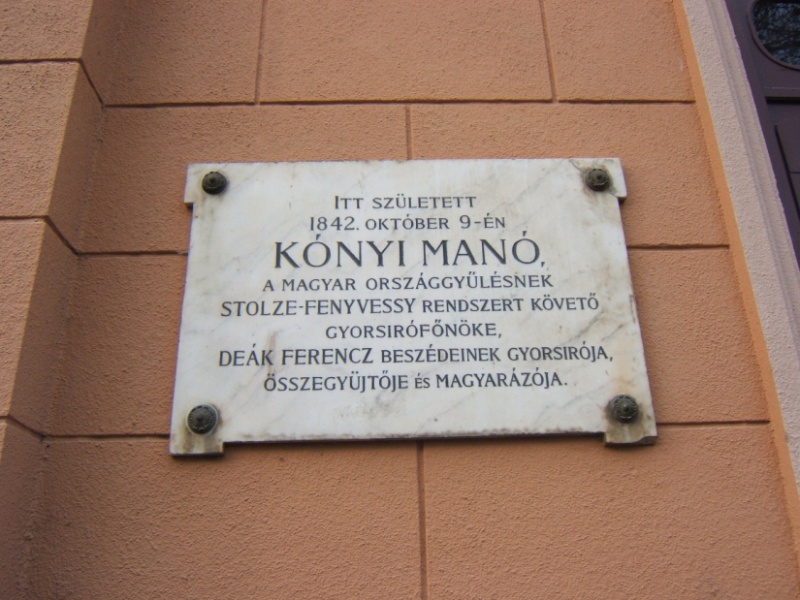 ITT SZÜLETETT
1842. OKTÓBER 9-ÉN
KÓNYI MANÓ,
A MAGYAR ORSZÁGGYŰLÉSNEK
STOLZE-FENYVESSY RENDSZERT KÖVETŐ
GYORSIRÓFŐNÖKE,
DEÁK FERENCZ BESZÉDEINEK GYORSIRÓJA,
ÖSSZEGYÜJTŐJE és MAGYARÁZÓJA.